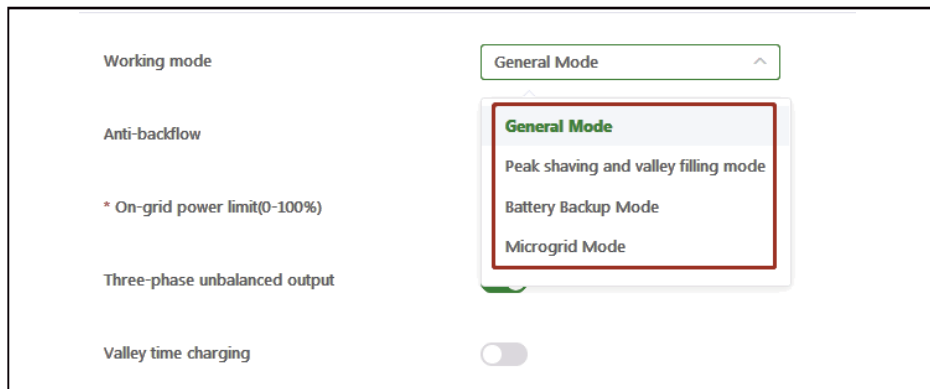 Working mode
General Mode
Anti-backflow
General Mode
Peak shaving and valley filling mode
* On-grid power limit(0-100%)
Battery Backup Mode
Microgrid Mode
Three-phase unbalanced output
Valley time charging